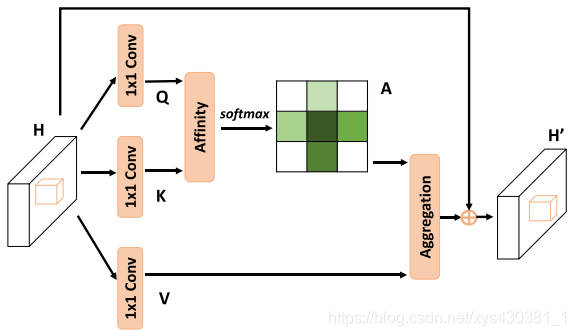 H
1x1 Conv
Q
1x1 Conv
K
1x1 Conv
V
Affinity
softmax
A
Aggregation
H’
https://blog.csdn.net/xys430381_1